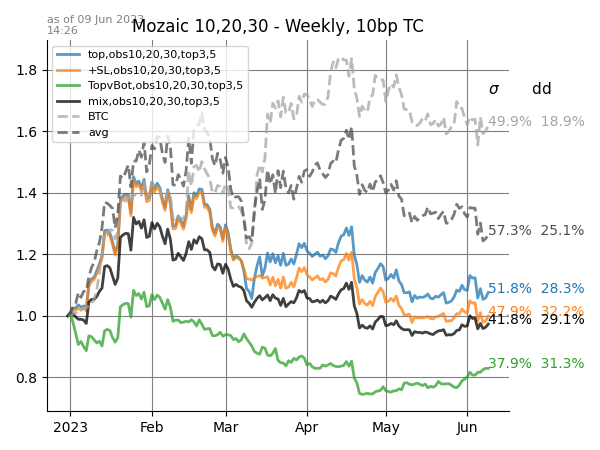 as of 09 Jun 2023
14:26
Mozaic 10,20,30 - Weekly, 10bp TC
top,obs10,20,30,top3,5
+SL,obs10,20,30,top3,5
TopvBot,obs10,20,30,top3,5
mix,obs10,20,30,top3,5
BTC
avg
σ dd
49.9% 18.9%
57.3% 25.1%
51.8% 28.3%
47.9% 32.2%
41.8% 29.1%
37.9% 31.3%
1.8
1.6
1.4
1.2
1.0
0.8
2023 Feb Mar Apr May Jun